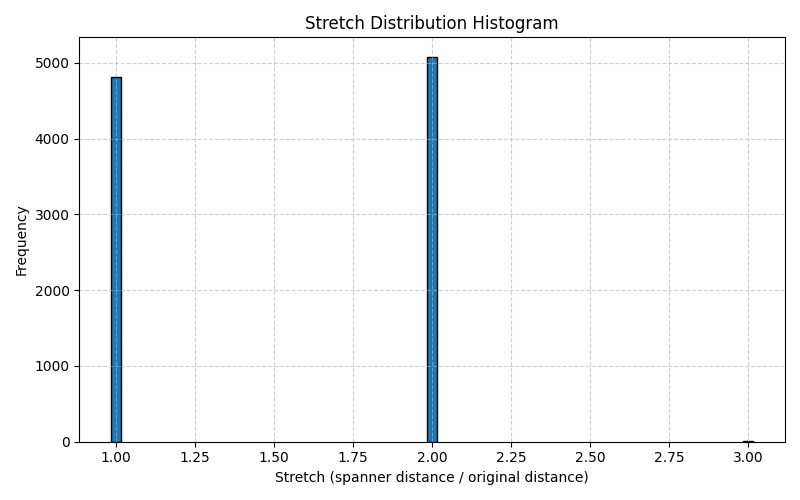 Stretch Distribution Histogram
5000
4000
3000
2000
1000
0
Frequency
1.00 1.25 1.50 1.75 2.00 2.25 2.50 2.75 3.00
Stretch (spanner distance / original distance)